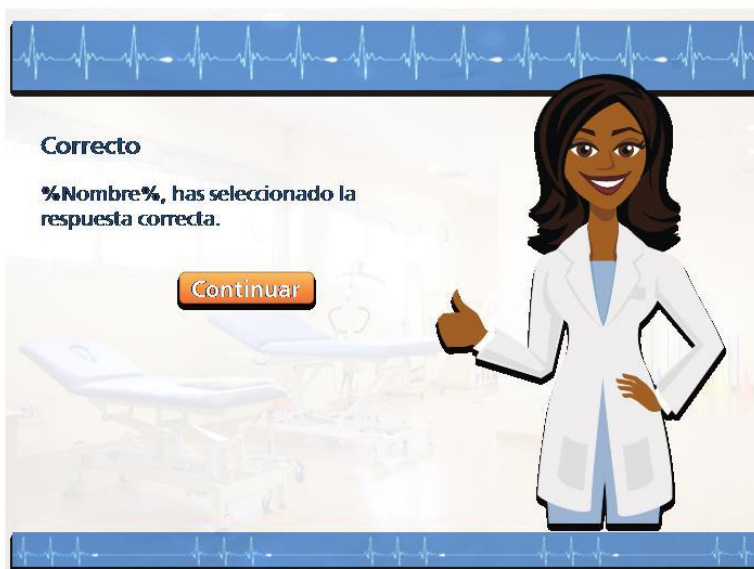 Correcto
%Nombre%, has seleccionado la
respuesta correcta.
Continuar